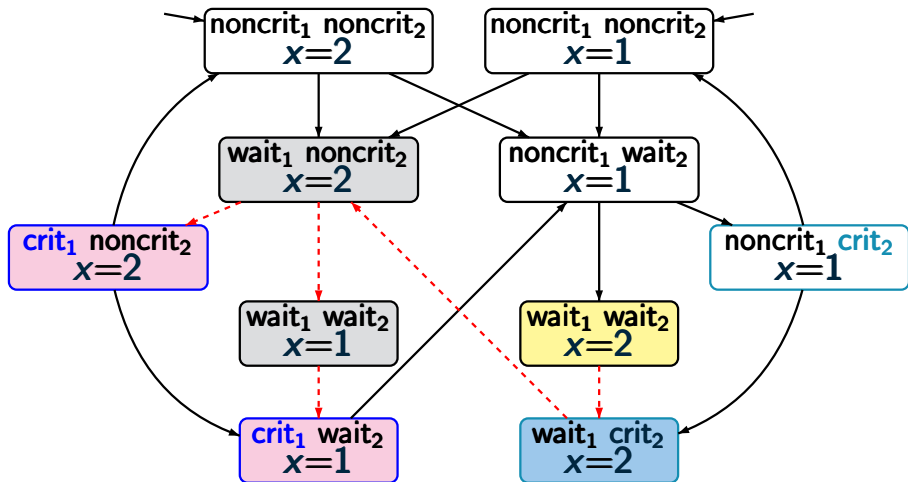 noncrit₁ noncrit₂
x=2
noncrit₁ noncrit₂
x=1
wait₁ noncrit₂
x=2
noncrit₁ wait₂
x=1
crit₁ noncrit₂
x=2
noncrit₁ crit₂
x=1
wait₁ wait₂
x=1
wait₁ wait₂
x=2
crit₁ wait₂
x=1
wait₁ crit₂
x=2